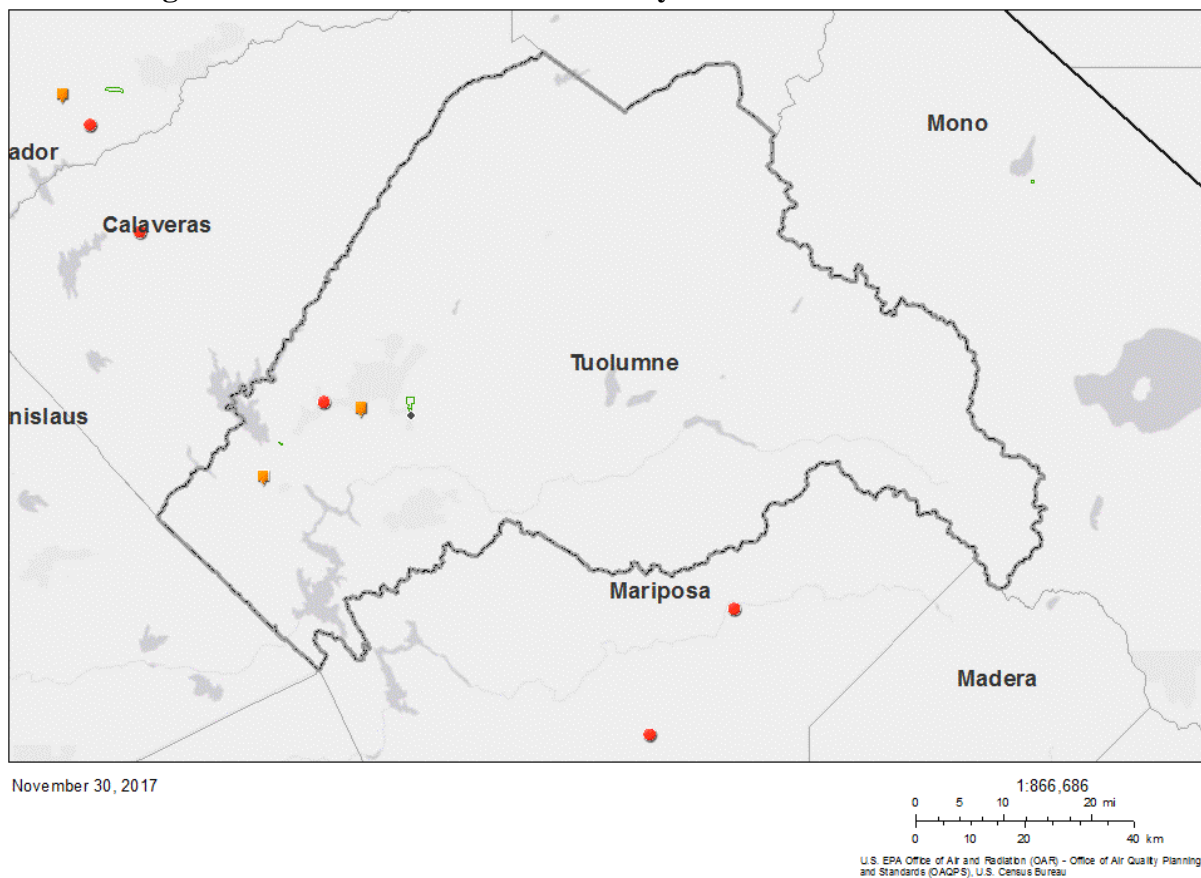 Mono
ador
Calaveras
Tuolumne
nislaus
Mariposa
Madera
November 30, 2017
1:866,686
0 5 10 20 mi
0 10 20 40 km
U.S. EPA Office of Air and Radiation (OAR) - Office of Air Quality Planning
and Standards (OAQPS), U.S. Census Bureau